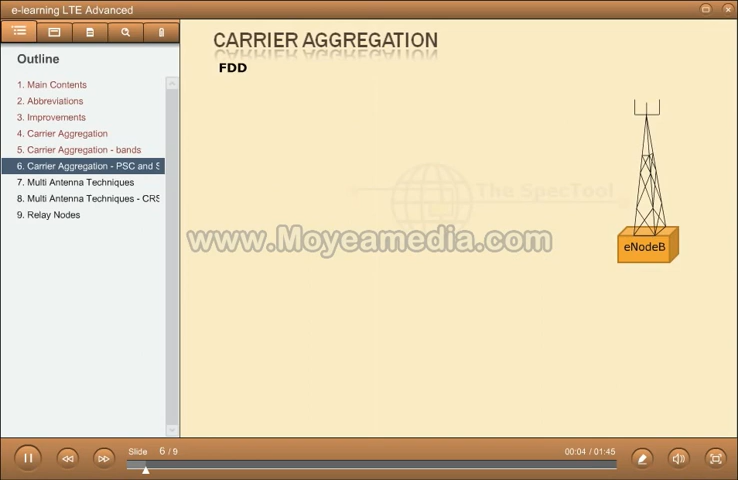 e-learning LTE Advanced
Outline
1. Main Contents
2. Abbreviations
3. Improvements
4. Carrier Aggregation
5. Carrier Aggregation - bands
6. Carrier Aggregation - PSC and S
7. Multi Antenna Techniques
8. Multi Antenna Techniques - CRS
9. Relay Nodes
CARRIER AGGREGATION
FDD
The SpecTool
www.Moyeamedia.com
eNodeB
Slide 6 / 9
00:04 / 01:45